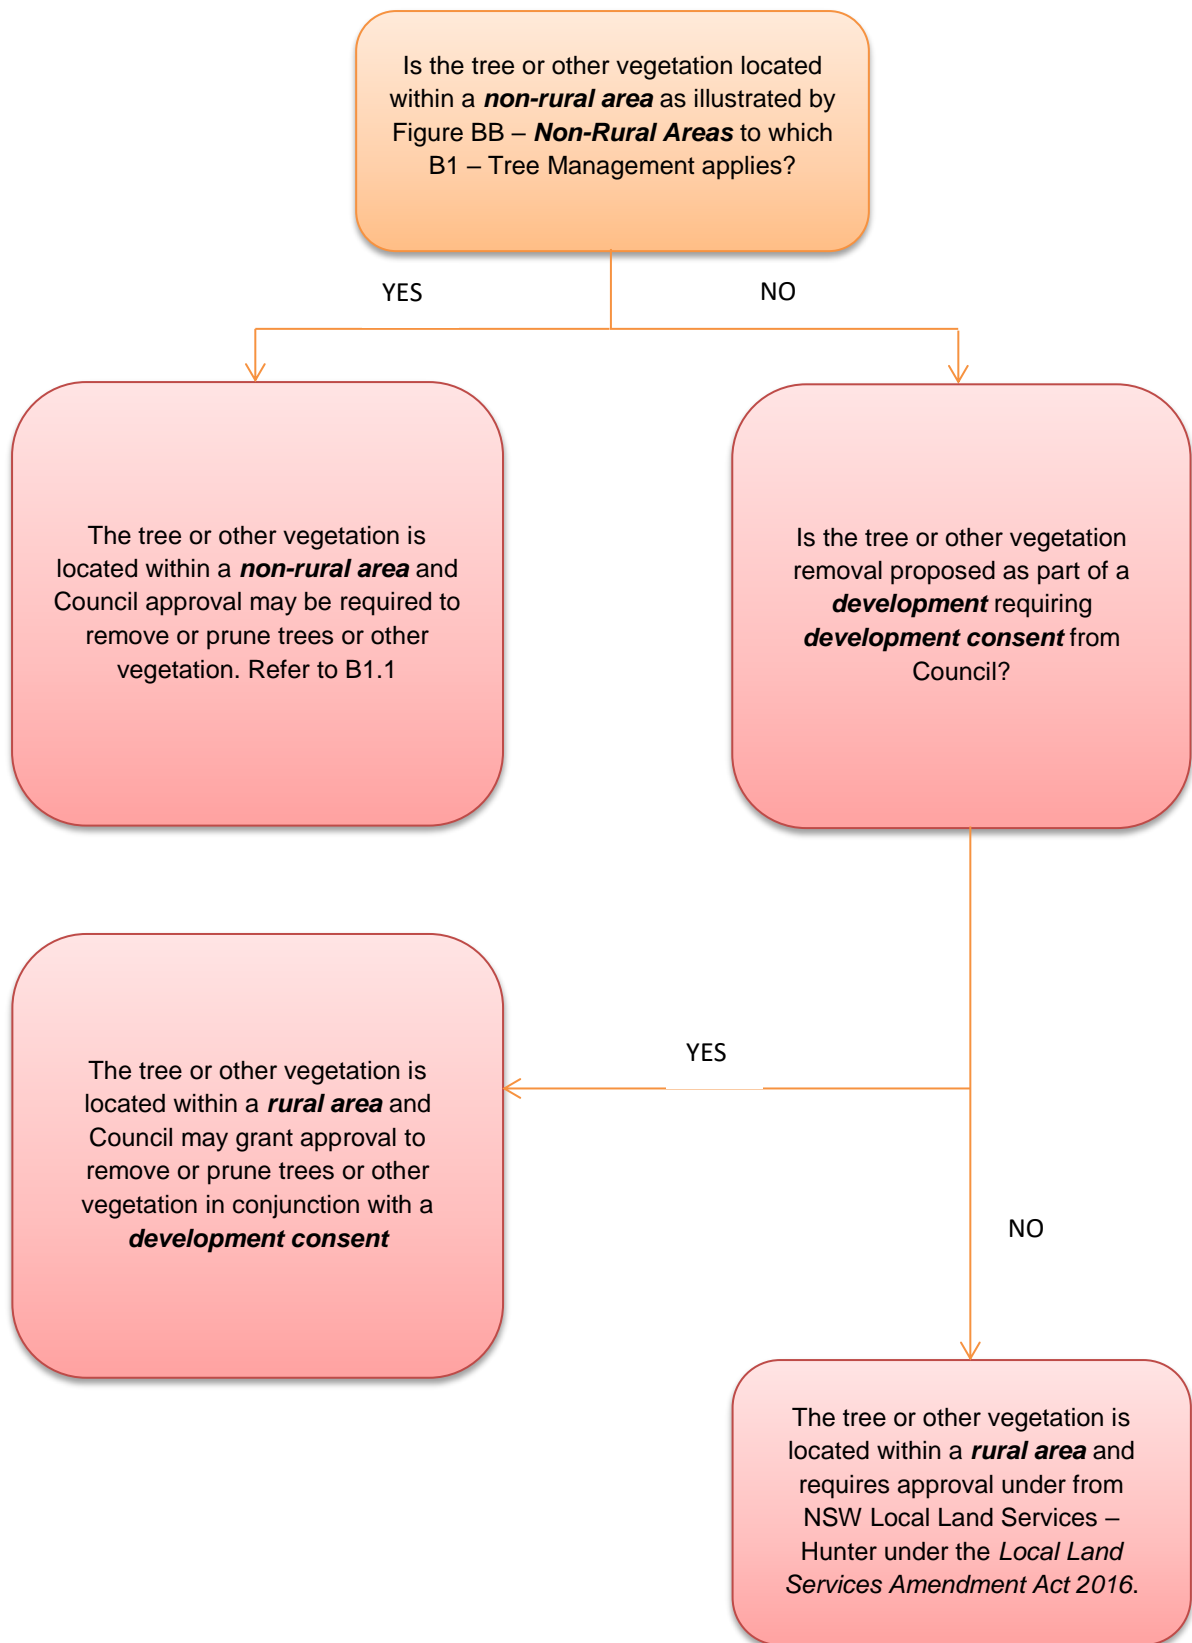 Is the tree or other vegetation located
within a non-rural area as illustrated by
Figure BB – Non-Rural Areas to which
B1 – Tree Management applies?
YES
NO
The tree or other vegetation is
located within a non-rural area and
Council approval may be required to
remove or prune trees or other
vegetation. Refer to B1.1
Is the tree or other vegetation
removal proposed as part of a
development requiring
development consent from
Council?
The tree or other vegetation is
located within a rural area and
Council may grant approval to
remove or prune trees or other
vegetation in conjunction with a
development consent
YES
NO
The tree or other vegetation is
located within a rural area and
requires approval under from
NSW Local Land Services –
Hunter under the Local Land
Services Amendment Act 2016.